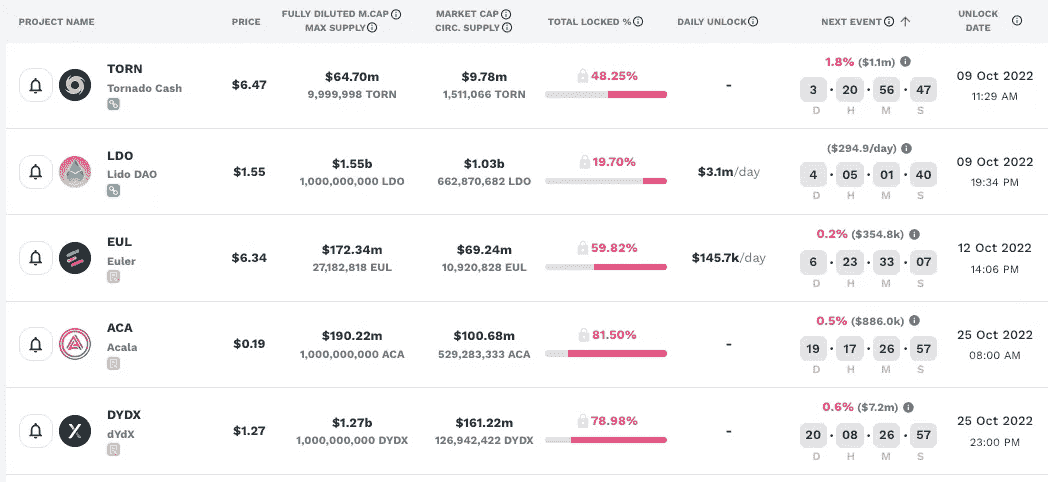 PROJECT NAME
PRICE
FULLY DILUTED M.CAP
MAX SUPPLY
MARKET CAP
CIRC. SUPPLY
TOTAL LOCKED %
DAILY UNLOCK
NEXT EVENT
UNLOCK
DATE
TORN
Tornado Cash
$6.47
$64.70m
9,999,998 TORN
$9.78m
1,511,066 TORN
48.25%
-
1.8% ($1.1m)
3 · 20 · 56 · 47
D H M S
09 Oct 2022
11:29 AM
LDO
Lido DAO
$1.55
$1.55b
1,000,000,000 LDO
$1.03b
662,870,682 LDO
19.70%
$3.1m/day
($294.9/day)
4 · 05 · 01 · 40
D H M S
09 Oct 2022
19:34 PM
EUL
Euler
$6.34
$172.34m
27,182,818 EUL
$69.24m
10,920,828 EUL
59.82%
$145.7k/day
0.2% ($354.8k)
6 · 23 · 33 · 07
D H M S
12 Oct 2022
14:06 PM
ACA
Acala
$0.19
$190.22m
1,000,000,000 ACA
$100.68m
529,283,333 ACA
81.50%
-
0.5% ($886.0k)
19 · 17 · 26 · 57
D H M S
25 Oct 2022
08:00 AM
DYDX
dYdX
$1.27
$1.27b
1,000,000,000 DYDX
$161.22m
126,942,422 DYDX
78.98%
-
0.6% ($7.2m)
20 · 08 · 26 · 57
D H M S
25 Oct 2022
23:00 PM